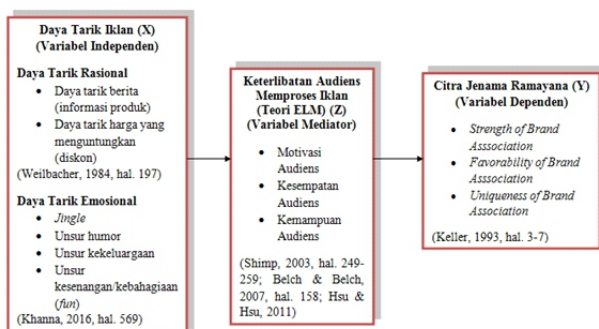 Daya Tarik Iklan (X)
(Variabel Independen)
Daya Tarik Rasional
• Daya tarik berita
(informasi produk)
• Daya tarik harga yang
menguntungkan
(diskon)
(Weilbacher, 1984, hal. 197)
Daya Tarik Emosional
• Jingle
• Unsur humor
• Unsur kekeluargaan
• Unsur
kesenangan/kebahagiaan
(fun)
(Khanna, 2016, hal. 569)
Keterlibatan Audiens
Memproses Iklan
(Teori ELM) (Z)
(Variabel Mediator)
• Motivasi
Audiens
• Kesempatan
Audiens
• Kemampuan
Audiens
(Shimp, 2003, hal. 249-
259; Belch & Belch,
2007, hal. 158; Hsu &
Hsu, 2011)
Citra Jenama Ramayana (Y)
(Variabel Dependen)
• Strength of Brand
Asssociation
• Favorability of Brand
Asssociation
• Uniqueness of Brand
Association
(Keller, 1993, hal. 3-7)